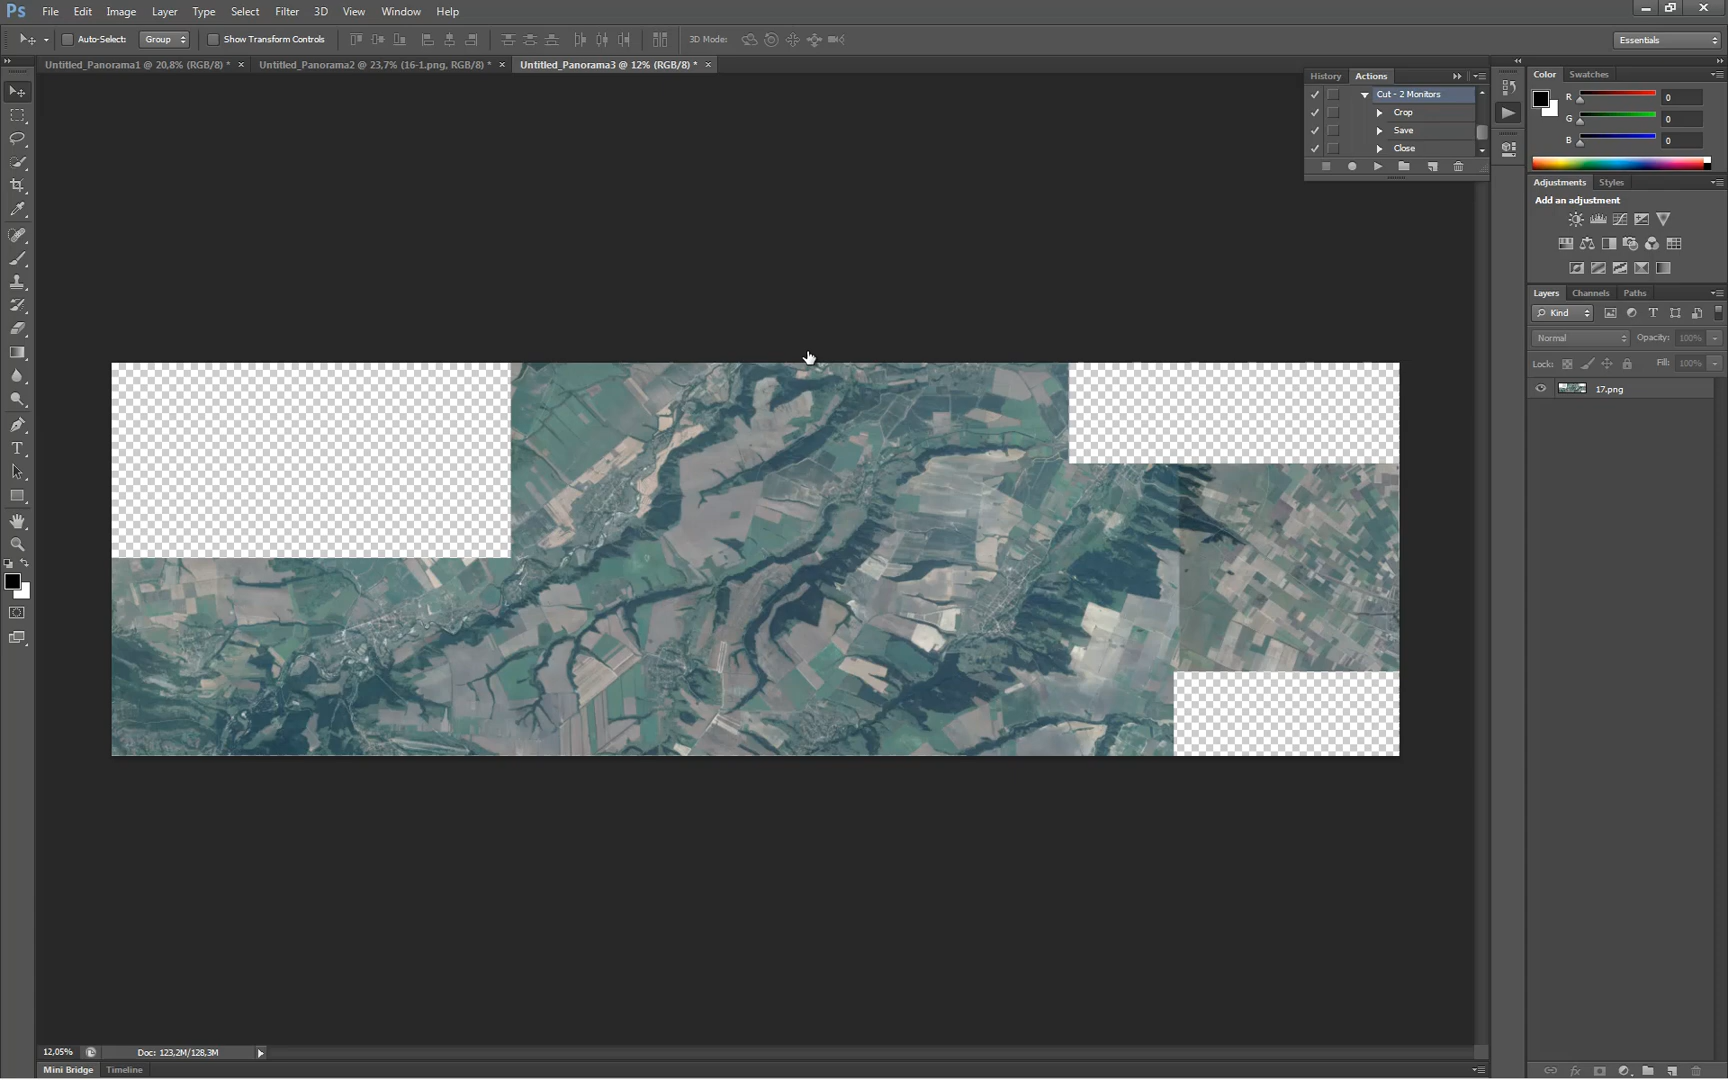 Ps File Edit Image Layer Type Select Filter 3D View Window Help
Auto-Select: Group Show Transform Controls 3D Mode: Essentials
Untitled_Panorama1 @ 20,8% (RGB/8) * × Untitled_Panorama2 @ 23,7% (16-1.png, RGB/8) * × Untitled_Panorama3 @ 12% (RGB/8) * ×
History Actions
Cut - 2 Monitors
Crop
Save
Close
Color Swatches
R 0
G 0
B 0
Adjustments Styles
Add an adjustment
Layers Channels Paths
Kind
Normal Opacity: 100%
Lock: Fill: 100%
17.png
12,05% Doc: 123,2M/128,3M
Mini Bridge Timeline